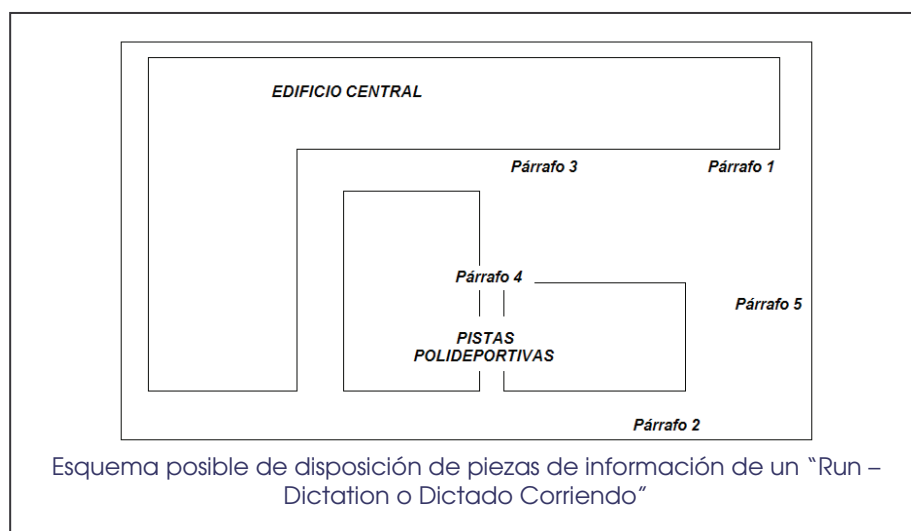 EDIFICIO CENTRAL
Párrafo 3
Párrafo 1
Párrafo 4
Párrafo 5
PISTAS
POLIDEPORTIVAS
Párrafo 2
Esquema posible de disposición de piezas de información de un “Run –
Dictation o Dictado Corriendo”